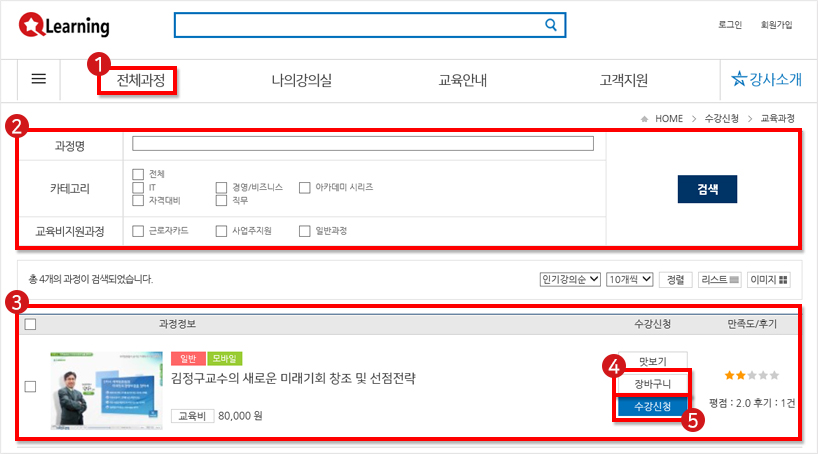 QLearning
로그인 회원가입
1
전체과정 나의강의실 교육안내 고객지원 강사소개
HOME > 수강신청 > 교육과정
2
과정명
카테고리
전체
IT 경영/비즈니스 아카데미 시리즈
자격대비 직무
검색
교육비지원과정 근로자카드 사업주지원 일반과정
총 4개의 과정이 검색되었습니다.
인기강의순 10개씩 정렬 리스트 이미지
3
과정정보 수강신청 만족도/후기
일반 모바일
김정구교수의 새로운 미래기회 창조 및 선점전략
교육비 80,000 원
맛보기
4
장바구니
수강신청
5
평점 : 2.0 후기 : 1건